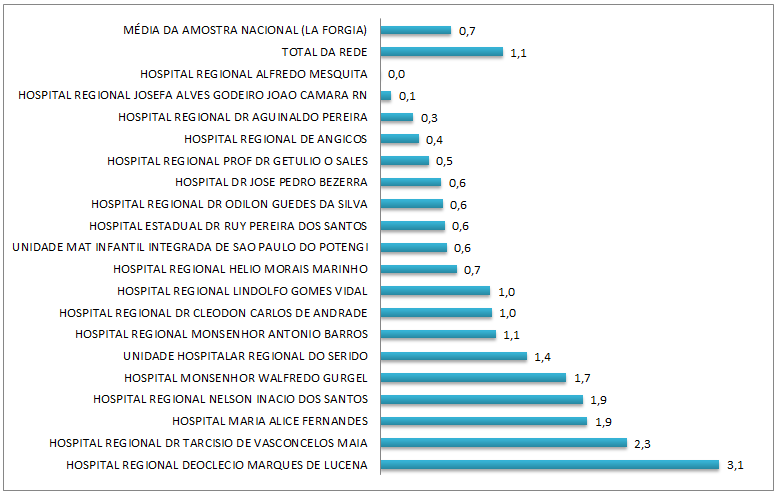 MÉDIA DA AMOSTRA NACIONAL (LA FORGIA) 0,7
TOTAL DA REDE 1,1
HOSPITAL REGIONAL ALFREDO MESQUITA 0,0
HOSPITAL REGIONAL JOSEFA ALVES GODEIRO JOAO CAMARA RN 0,1
HOSPITAL REGIONAL DR AGUINALDO PEREIRA 0,3
HOSPITAL REGIONAL DE ANGICOS 0,4
HOSPITAL REGIONAL PROF DR GETULIO O SALES 0,5
HOSPITAL DR JOSE PEDRO BEZERRA 0,6
HOSPITAL REGIONAL DR ODILON GUEDES DA SILVA 0,6
HOSPITAL ESTADUAL DR RUY PEREIRA DOS SANTOS 0,6
UNIDADE MAT INFANTIL INTEGRADA DE SAO PAULO DO POTENGI 0,6
HOSPITAL REGIONAL HELIO MORAIS MARINHO 0,7
HOSPITAL REGIONAL LINDOLFO GOMES VIDAL 1,0
HOSPITAL REGIONAL DR CLEODON CARLOS DE ANDRADE 1,0
HOSPITAL REGIONAL MONSENHOR ANTONIO BARROS 1,1
UNIDADE HOSPITALAR REGIONAL DO SERIDO 1,4
HOSPITAL MONSENHOR WALFREDO GURGEL 1,7
HOSPITAL REGIONAL NELSON INACIO DOS SANTOS 1,9
HOSPITAL MARIA ALICE FERNANDES 1,9
HOSPITAL REGIONAL DR TARCISIO DE VASCONCELOS MAIA 2,3
HOSPITAL REGIONAL DEOCLECIO MARQUES DE LUCENA 3,1